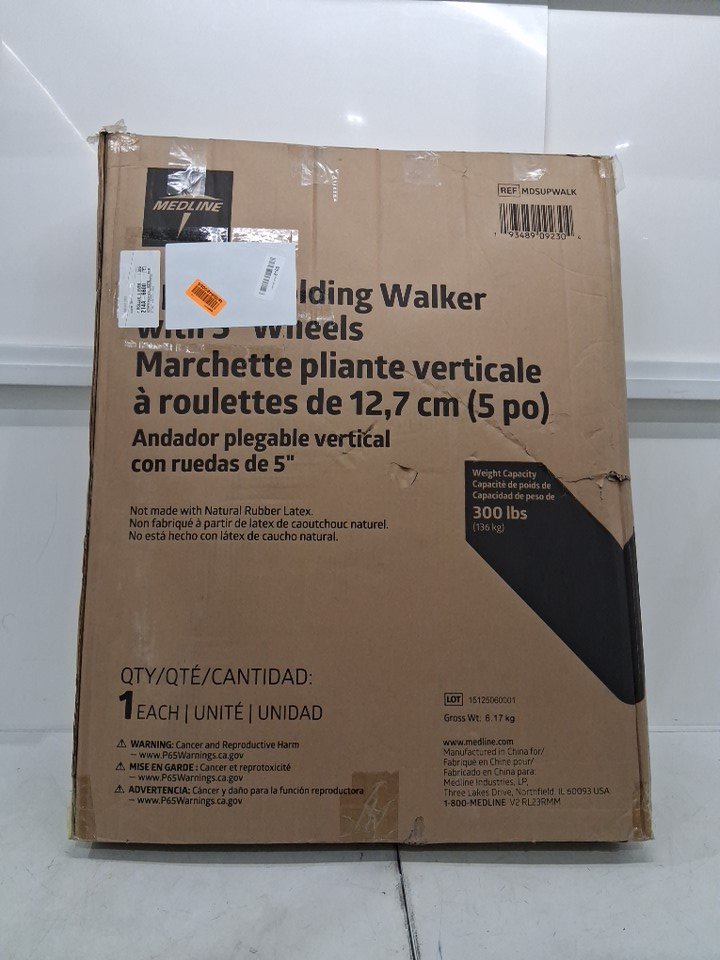 MEDLINE
REF MDSUPWALK
93489 09230 4
lding Walker
with 5" Wheels
Marchette pliante verticale
à roulettes de 12,7 cm (5 po)
Andador plegable vertical
con ruedas de 5"
Weight Capacity
Capacité de poids de
Capacidad de peso de
300 lbs
(136 kg)
Not made with Natural Rubber Latex.
Non fabriqué à partir de latex de caoutchouc naturel.
No está hecho con látex de caucho natural.
QTY/QTÉ/CANTIDAD:
1 EACH | UNITÉ | UNIDAD
LOT 15125060001
Gross Wt: 6.17 kg
⚠ WARNING: Cancer and Reproductive Harm
– www.P65Warnings.ca.gov
⚠ MISE EN GARDE : Cancer et reprotoxicité
– www.P65Warnings.ca.gov
⚠ ADVERTENCIA: Cáncer y daño para la función reproductora
– www.P65Warnings.ca.gov
www.medline.com
Manufactured in China for/
Fabriqué en Chine pour/
Fabricado en China para:
Medline Industries, LP,
Three Lakes Drive, Northfield, IL 60093 USA
1-800-MEDLINE V2 RL23RMM